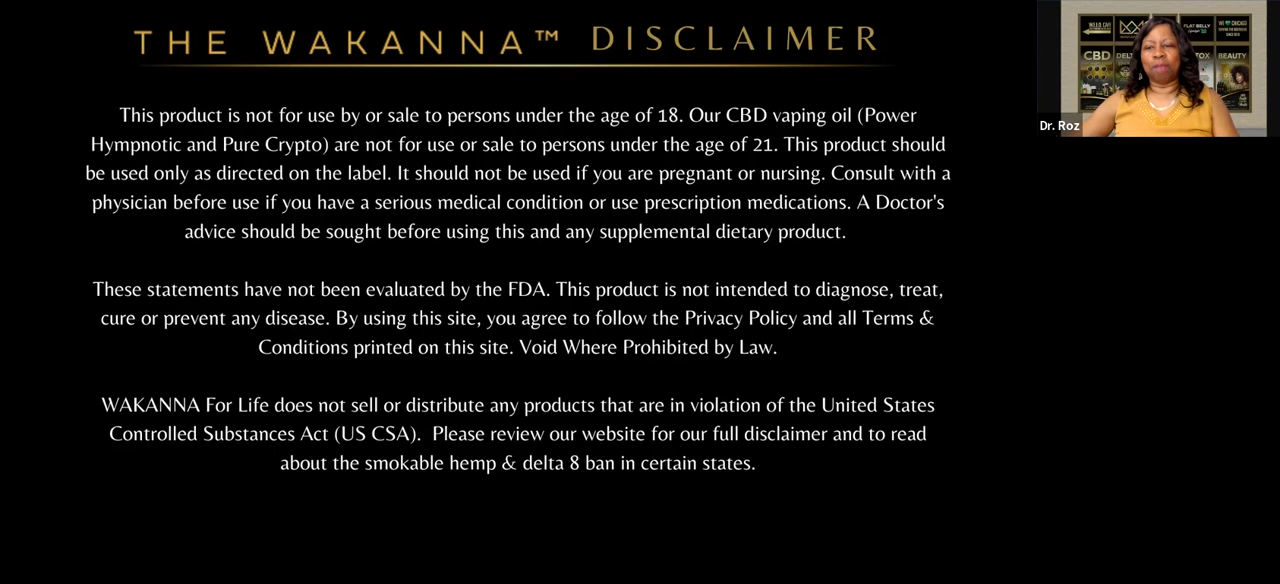 THE WAKANNA™ DISCLAIMER
This product is not for use by or sale to persons under the age of 18. Our CBD vaping oil (Power
Hympnotic and Pure Crypto) are not for use or sale to persons under the age of 21. This product should
be used only as directed on the label. It should not be used if you are pregnant or nursing. Consult with a
physician before use if you have a serious medical condition or use prescription medications. A Doctor's
advice should be sought before using this and any supplemental dietary product.
These statements have not been evaluated by the FDA. This product is not intended to diagnose, treat,
cure or prevent any disease. By using this site, you agree to follow the Privacy Policy and all Terms &
Conditions printed on this site. Void Where Prohibited by Law.
WAKANNA For Life does not sell or distribute any products that are in violation of the United States
Controlled Substances Act (US CSA). Please review our website for our full disclaimer and to read
about the smokable hemp & delta 8 ban in certain states.
FLAT BELLY
CBD
BEAUTY
Dr. Roz